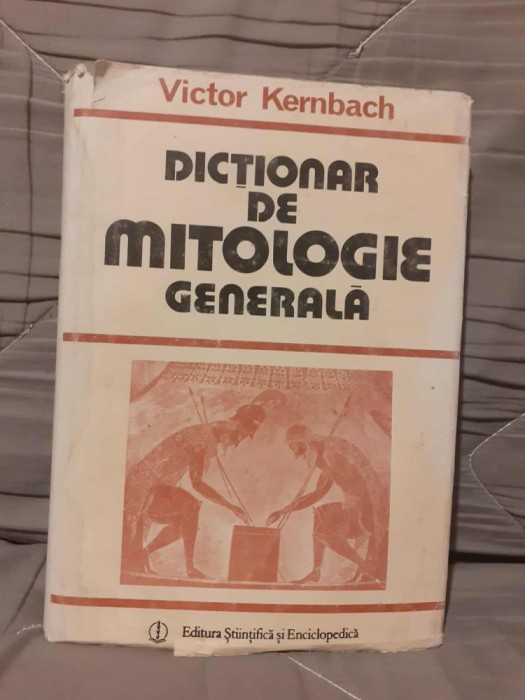 Victor Kernbach
DICȚIONAR
DE
MITOLOGIE
GENERALĂ
Editura Științifică și Enciclopedică